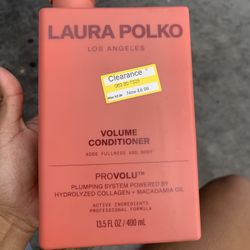 LAURA POLKO
LOS ANGELES
Clearance
Now $6.99
VOLUME
CONDITIONER
ADDS FULLNESS AND BODY
PROVOLU™
PLUMPING SYSTEM POWERED BY
HYDROLYZED COLLAGEN + MACADAMIA OIL
ACTIVE INGREDIENTS
PROFESSIONAL FORMULA
13.5 FL OZ / 400 mL